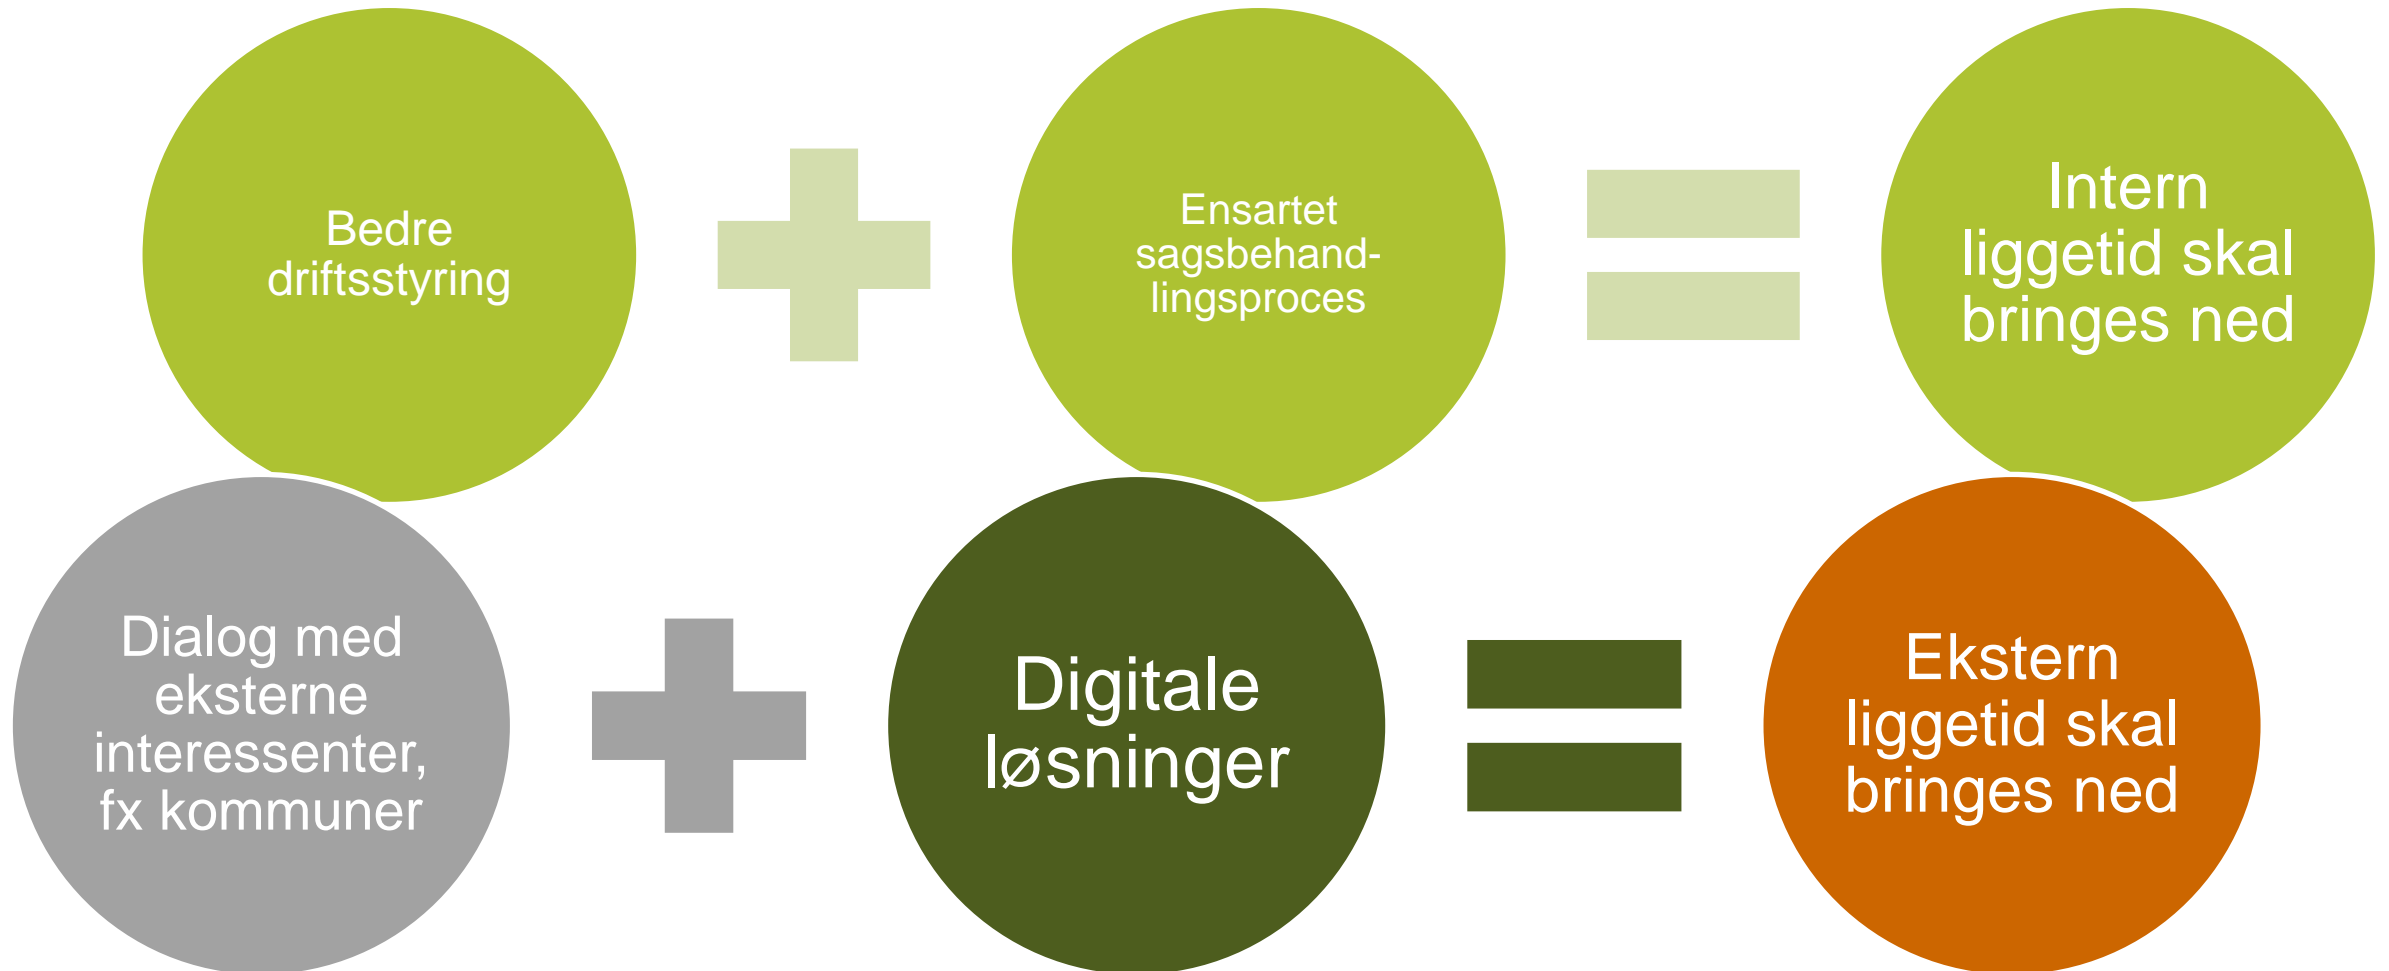 Bedre
driftsstyring
Ensartet
sagsbehand-
lingsproces
Intern
liggetid skal
bringes ned
Dialog med
eksterne
interessenter,
fx kommuner
Digitale
løsninger
Ekstern
liggetid skal
bringes ned